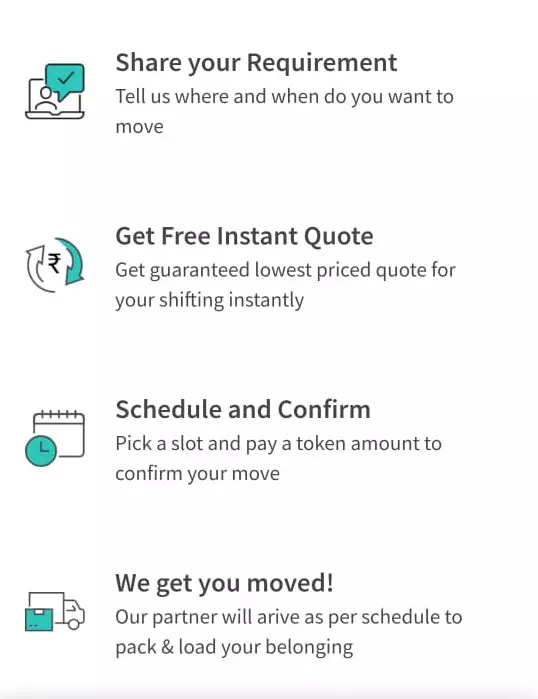 Share your Requirement
Tell us where and when do you want to
move
Get Free Instant Quote
₹
Get guaranteed lowest priced quote for
your shifting instantly
Schedule and Confirm
Pick a slot and pay a token amount to
confirm your move
We get you moved!
Our partner will arive as per schedule to
pack & load your belonging